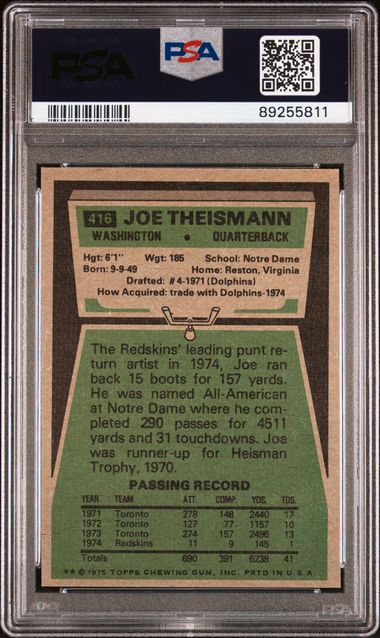 PSA
PSA
89255811
416 JOE THEISMANN
WASHINGTON • QUARTERBACK
Hgt: 6'1" Wgt: 185 School: Notre Dame
Born: 9-9-49 Home: Reston, Virginia
Drafted: #4-1971 (Dolphins)
How Acquired: trade with Dolphins-1974
The Redskins' leading punt re-
turn artist in 1974, Joe ran
back 15 boots for 157 yards.
He was named All-American
at Notre Dame where he com-
pleted 290 passes for 4511
yards and 31 touchdowns. Joe
was runner-up for Heisman
Trophy, 1970.
PASSING RECORD
YEAR TEAM ATT. COMP. YDS. TDS.
1971 Toronto 278 148 2440 17
1972 Toronto 127 77 1157 10
1973 Toronto 274 157 2496 13
1974 Redskins 11 9 145 1
Totals 690 391 6238 41
** © 1975 TOPPS CHEWING GUM, INC. PRTD IN U.S.A.